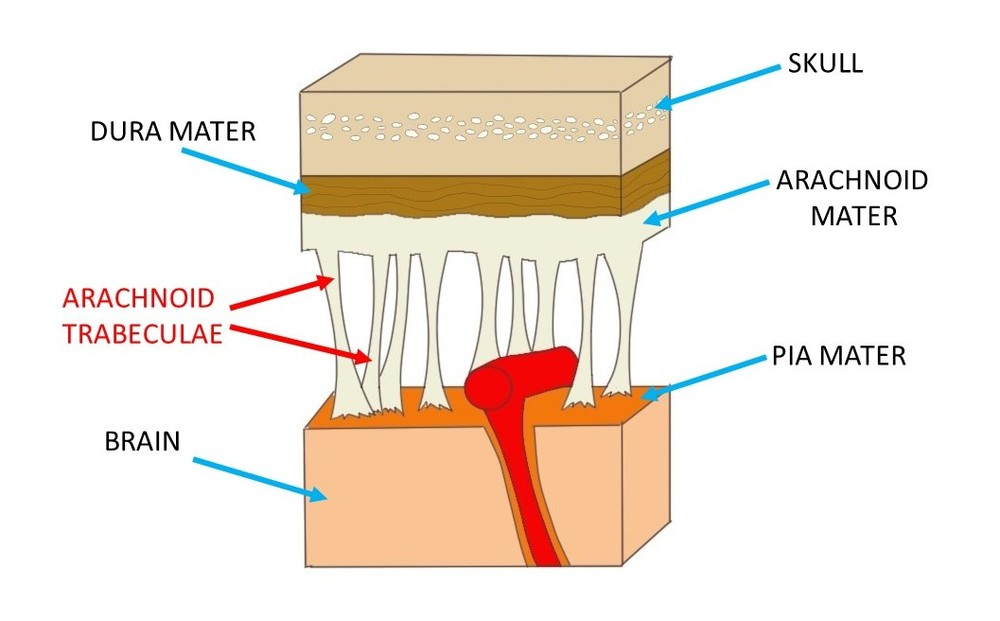 SKULL
DURA MATER
ARACHNOID
MATER
ARACHNOID
TRABECULAE
PIA MATER
BRAIN